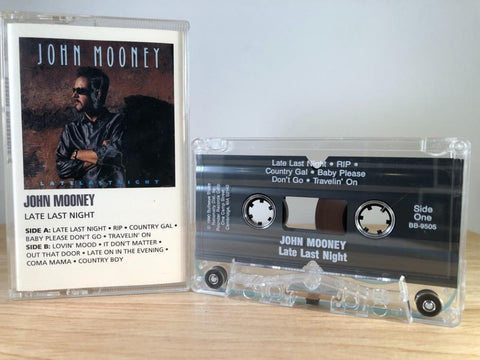 JOHN MOONEY
LATE LAST NIGHT
JOHN MOONEY
LATE LAST NIGHT
SIDE A: LATE LAST NIGHT • RIP • COUNTRY GAL •
BABY PLEASE DON'T GO • TRAVELIN' ON
SIDE B: LOVIN' MOOD • IT DON'T MATTER •
OUT THAT DOOR • LATE ON IN THE EVENING •
COMA MAMA • COUNTRY BOY
Late Last Night • RIP •
Country Gal • Baby Please
Don't Go • Travelin' On
Side
One
BB-9505
JOHN MOONEY
Late Last Night